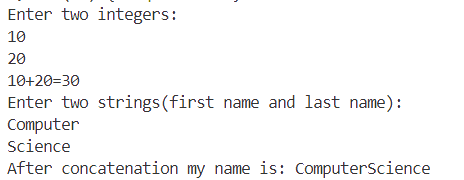 Enter two integers:
10
20
10+20=30
Enter two strings(first name and last name):
Computer
Science
After concatenation my name is: ComputerScience